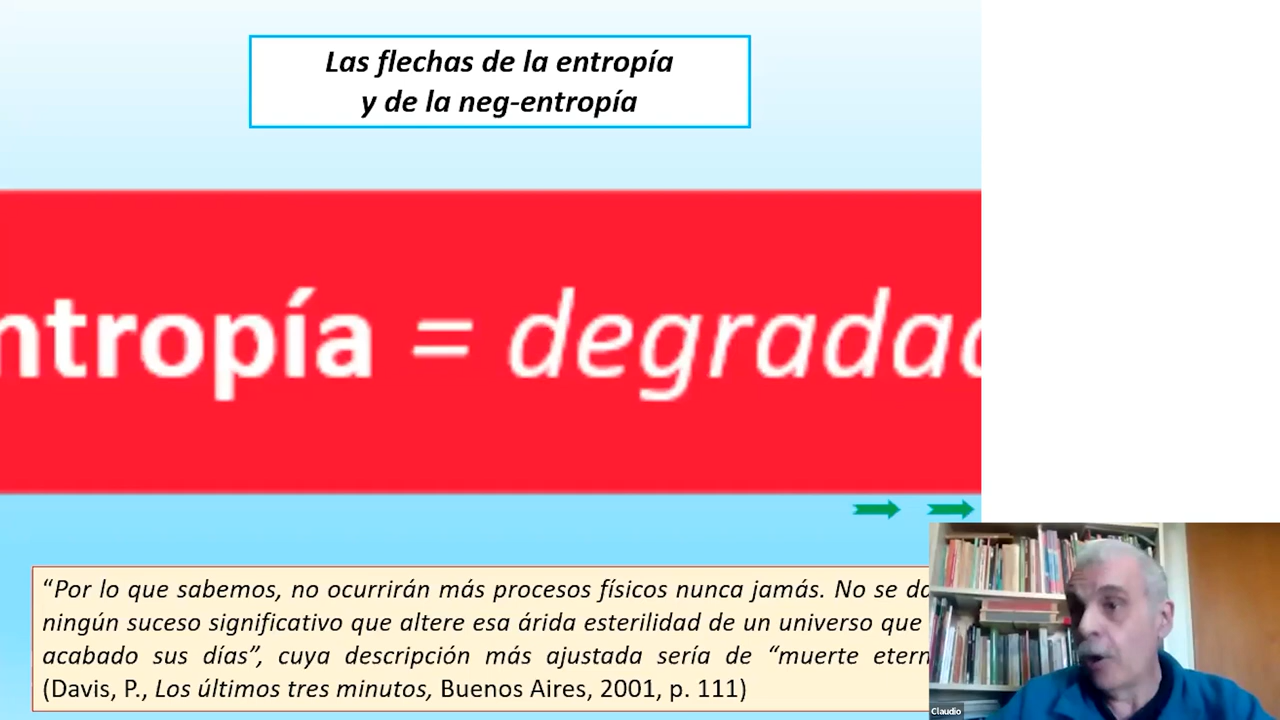 Las flechas de la entropía
y de la neg-entropía
ntropía = degradac
“Por lo que sabemos, no ocurrirán más procesos físicos nunca jamás. No se da
ningún suceso significativo que altere esa árida esterilidad de un universo que
acabado sus días”, cuya descripción más ajustada sería de “muerte etern
(Davis, P., Los últimos tres minutos, Buenos Aires, 2001, p. 111)
Claudio